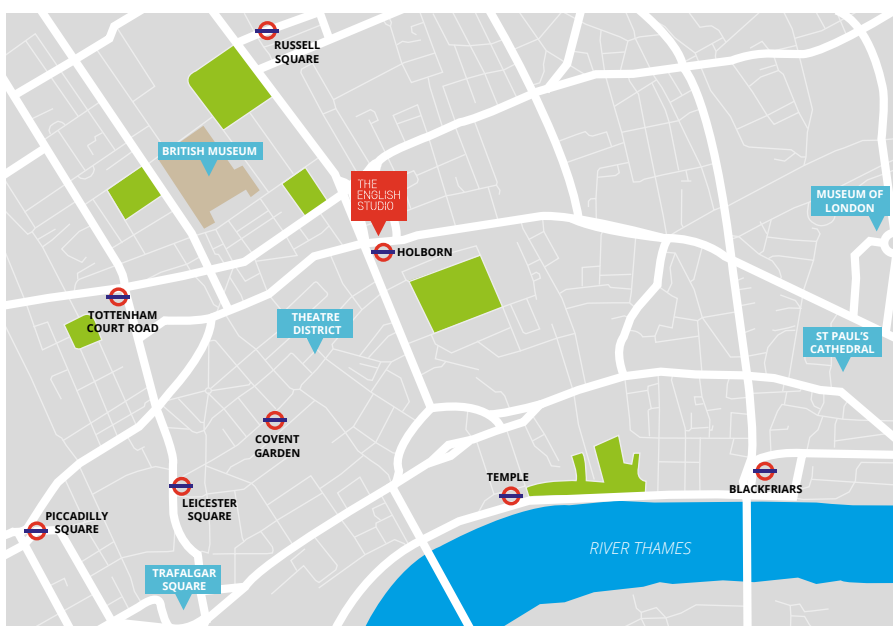 RUSSELL
SQUARE
BRITISH MUSEUM
THE
ENGLISH
STUDIO
MUSEUM OF
LONDON
HOLBORN
TOTTENHAM
COURT ROAD
THEATRE
DISTRICT
ST PAUL'S
CATHEDRAL
COVENT
GARDEN
TEMPLE
BLACKFRIARS
LEICESTER
SQUARE
PICCADILLY
SQUARE
RIVER THAMES
TRAFALGAR
SQUARE